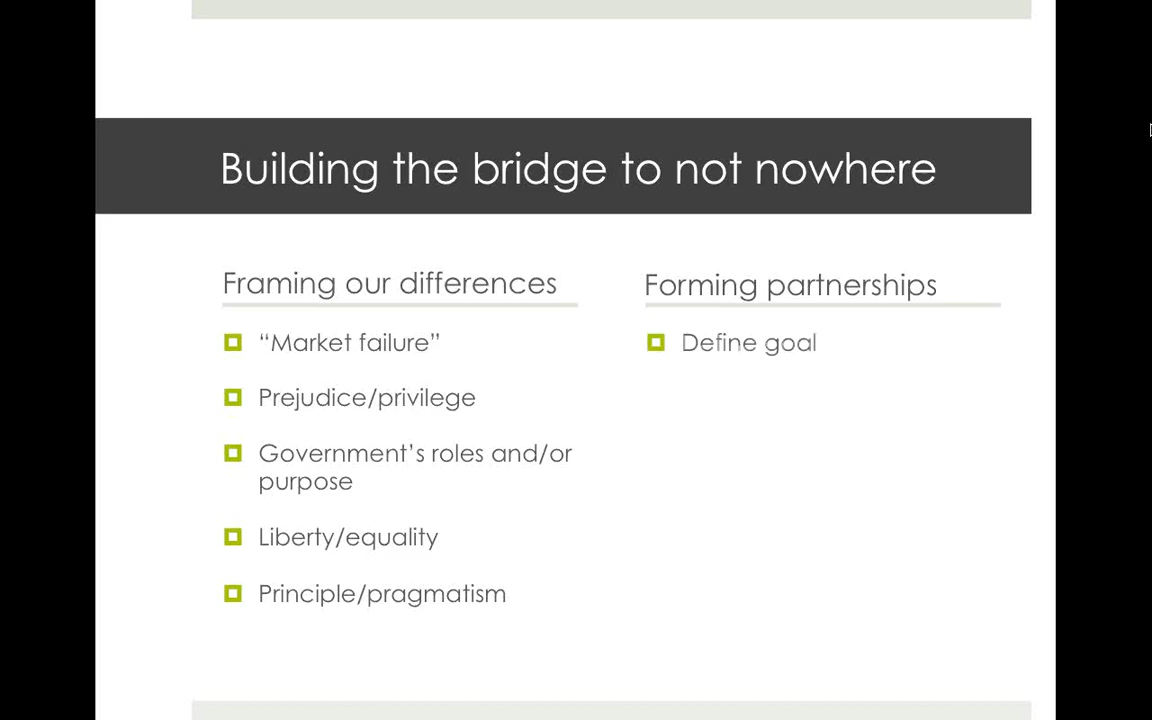 Building the bridge to not nowhere
Framing our differences
“Market failure”
Prejudice/privilege
Government’s roles and/or
purpose
Liberty/equality
Principle/pragmatism
Forming partnerships
Define goal